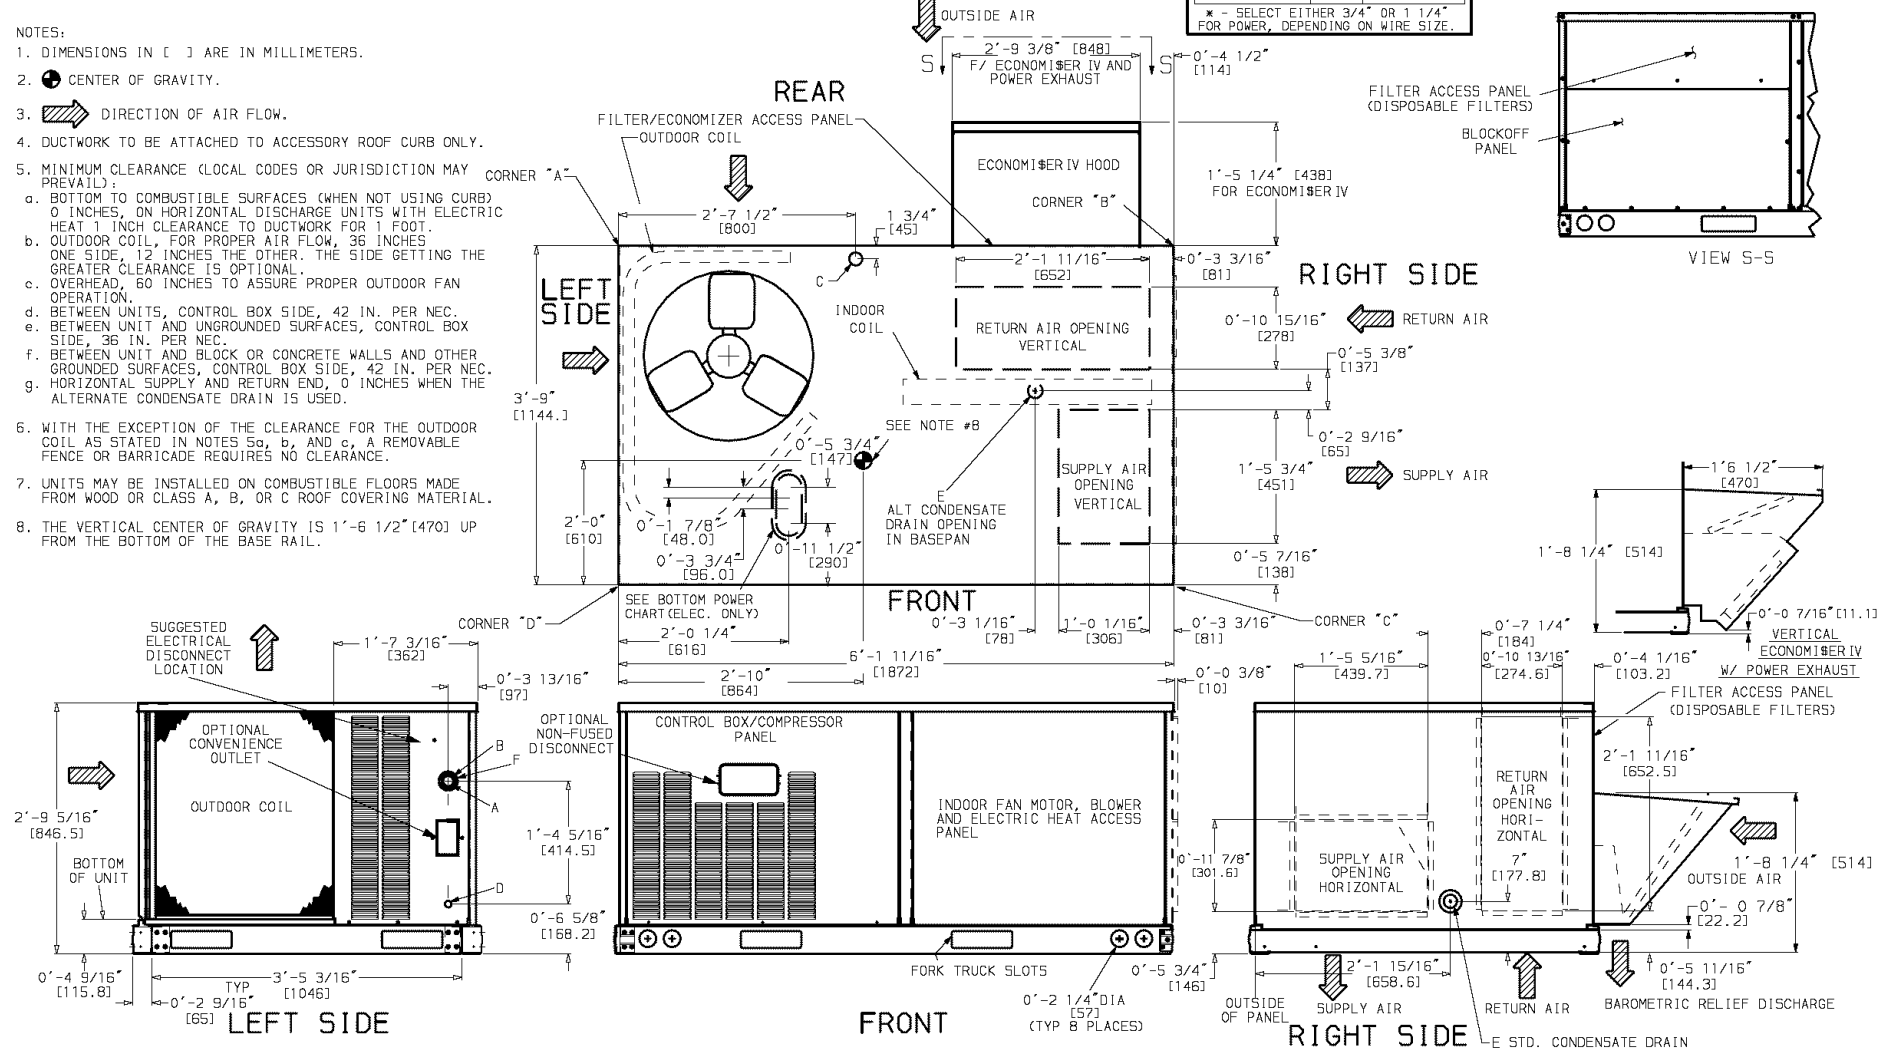 NOTES:
1. DIMENSIONS IN [ ] ARE IN MILLIMETERS.
2. CENTER OF GRAVITY.
3. DIRECTION OF AIR FLOW.
4. DUCTWORK TO BE ATTACHED TO ACCESSORY ROOF CURB ONLY.
5. MINIMUM CLEARANCE (LOCAL CODES OR JURISDICTION MAY
PREVAIL):
a. BOTTOM TO COMBUSTIBLE SURFACES (WHEN NOT USING CURB)
0 INCHES, ON HORIZONTAL DISCHARGE UNITS WITH ELECTRIC
HEAT 1 INCH CLEARANCE TO DUCTWORK FOR 1 FOOT.
b. OUTDOOR COIL, FOR PROPER AIR FLOW, 36 INCHES
ONE SIDE, 12 INCHES THE OTHER. THE SIDE GETTING THE
GREATER CLEARANCE IS OPTIONAL.
c. OVERHEAD, 60 INCHES TO ASSURE PROPER OUTDOOR FAN
OPERATION.
d. BETWEEN UNITS, CONTROL BOX SIDE, 42 IN. PER NEC.
e. BETWEEN UNIT AND UNGROUNDED SURFACES, CONTROL BOX
SIDE, 36 IN. PER NEC.
f. BETWEEN UNIT AND BLOCK OR CONCRETE WALLS AND OTHER
GROUNDED SURFACES, CONTROL BOX SIDE, 42 IN. PER NEC.
g. HORIZONTAL SUPPLY AND RETURN END, 0 INCHES WHEN THE
ALTERNATE CONDENSATE DRAIN IS USED.
6. WITH THE EXCEPTION OF THE CLEARANCE FOR THE OUTDOOR
COIL AS STATED IN NOTES 5a, b, AND c, A REMOVABLE
FENCE OR BARRICADE REQUIRES NO CLEARANCE.
7. UNITS MAY BE INSTALLED ON COMBUSTIBLE FLOORS MADE
FROM WOOD OR CLASS A, B, OR C ROOF COVERING MATERIAL.
8. THE VERTICAL CENTER OF GRAVITY IS 1'-6 1/2"[470] UP
FROM THE BOTTOM OF THE BASE RAIL.
OUTSIDE AIR
* - SELECT EITHER 3/4" OR 1 1/4"
FOR POWER, DEPENDING ON WIRE SIZE.
S
2'-9 3/8" [848]
F/ ECONOMI$ER IV AND
POWER EXHAUST
S
0'-4 1/2"
[114]
REAR
FILTER/ECONOMIZER ACCESS PANEL
OUTDOOR COIL
ECONOMI$ERIV HOOD
1'-5 1/4" [438]
FOR ECONOMI$ERIV
CORNER "A"
CORNER "B"
2'-7 1/2"
[800]
1 3/4"
[45]
C
2'-1 11/16"
[652]
0'-3 3/16"
[81]
RIGHT SIDE
LEFT
SIDE
INDOOR
COIL
RETURN AIR OPENING
VERTICAL
0'-10 15/16"
[278]
RETURN AIR
0'-5 3/8"
[137]
3'-9"
[1144.]
SEE NOTE #8
0'-5 3/4"
[147]
0'-2 9/16"
[65]
SUPPLY AIR
OPENING
VERTICAL
1'-5 3/4"
[451]
SUPPLY AIR
E
ALT CONDENSATE
DRAIN OPENING
IN BASEPAN
2'-0"
[610]
0'-1 7/8"
[48.0]
0'-3 3/4"
[96.0]
0'-11 1/2"
[290]
0'-5 7/16"
[138]
SEE BOTTOM POWER
CHART(ELEC. ONLY)
FRONT
CORNER "D"
CORNER "C"
2'-0 1/4"
[616]
0'-3 1/16"
[78]
1'-0 1/16"
[306]
0'-3 3/16"
[81]
6'-1 11/16"
[1872]
2'-10"
[864]
0'-0 3/8"
[10]
FILTER ACCESS PANEL
(DISPOSABLE FILTERS)
BLOCKOFF
PANEL
VIEW S-S
1'6 1/2"
[470]
1'-8 1/4" [514]
0'-0 7/16"[11.1]
VERTICAL
ECONOMI$ERIV
W/ POWER EXHAUST
SUGGESTED
ELECTRICAL
DISCONNECT
LOCATION
1'-7 3/16"
[362]
0'-3 13/16"
[97]
OPTIONAL
CONVENIENCE
OUTLET
B
F
A
D
OUTDOOR COIL
2'-9 5/16"
[846.5]
1'-4 5/16"
[414.5]
BOTTOM
OF UNIT
0'-6 5/8"
[168.2]
0'-4 9/16"
[115.8]
3'-5 3/16"
[1046]
TYP
0'-2 9/16"
[65]
LEFT SIDE
OPTIONAL
NON-FUSED
DISCONNECT
CONTROL BOX/COMPRESSOR
PANEL
INDOOR FAN MOTOR, BLOWER
AND ELECTRIC HEAT ACCESS
PANEL
FORK TRUCK SLOTS
0'-2 1/4"DIA
[57]
(TYP 8 PLACES)
0'-5 3/4"
[146]
FRONT
1'-5 5/16"
[439.7]
0'-7 1/4"
[184]
0'-10 13/16"
[274.6]
0'-4 1/16"
[103.2]
FILTER ACCESS PANEL
(DISPOSABLE FILTERS)
2'-1 11/16"
[652.5]
RETURN
AIR
OPENING
HORI-
ZONTAL
0'-11 7/8"
[301.6]
SUPPLY AIR
OPENING
HORIZONTAL
7"
[177.8]
1'-8 1/4" [514]
OUTSIDE AIR
0'- 0 7/8"
[22.2]
2'-1 15/16"
[658.6]
0'-5 11/16"
[144.3]
OUTSIDE
OF PANEL
SUPPLY AIR
RETURN AIR
BAROMETRIC RELIEF DISCHARGE
RIGHT SIDE
E STD. CONDENSATE DRAIN